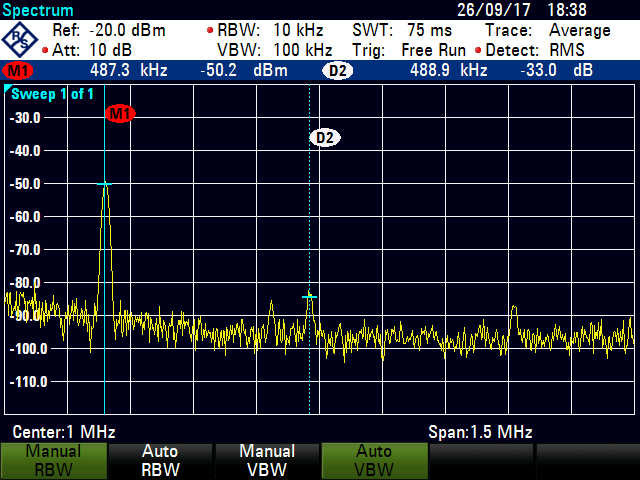 Spectrum 26/09/17 18:38
R&S Ref: -20.0 dBm RBW: 10 kHz SWT: 75 ms Trace: Average
Att: 10 dB VBW: 100 kHz Trig: Free Run Detect: RMS
M1 487.3 kHz -50.2 dBm D2 488.9 kHz -33.0 dB
Sweep 1 of 1
M1
-30.0
D2
-40.0
-50.0
-60.0
-70.0
-80.0
-90.0
-100.0
-110.0
Center:1 MHz Span:1.5 MHz
Manual RBW Auto RBW Manual VBW Auto VBW